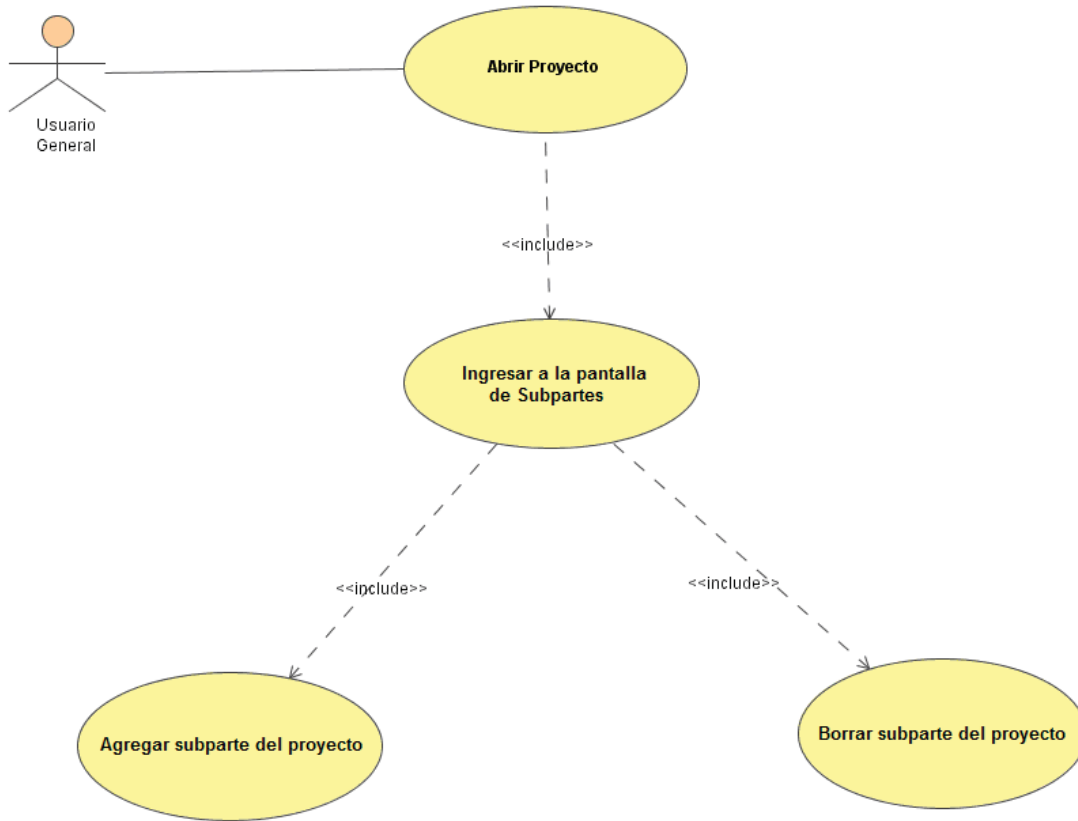 Abrir Proyecto
Usuario
General
<<include>>
Ingresar a la pantalla
de Subpartes
<<include>>
<<include>>
Agregar subparte del proyecto
Borrar subparte del proyecto